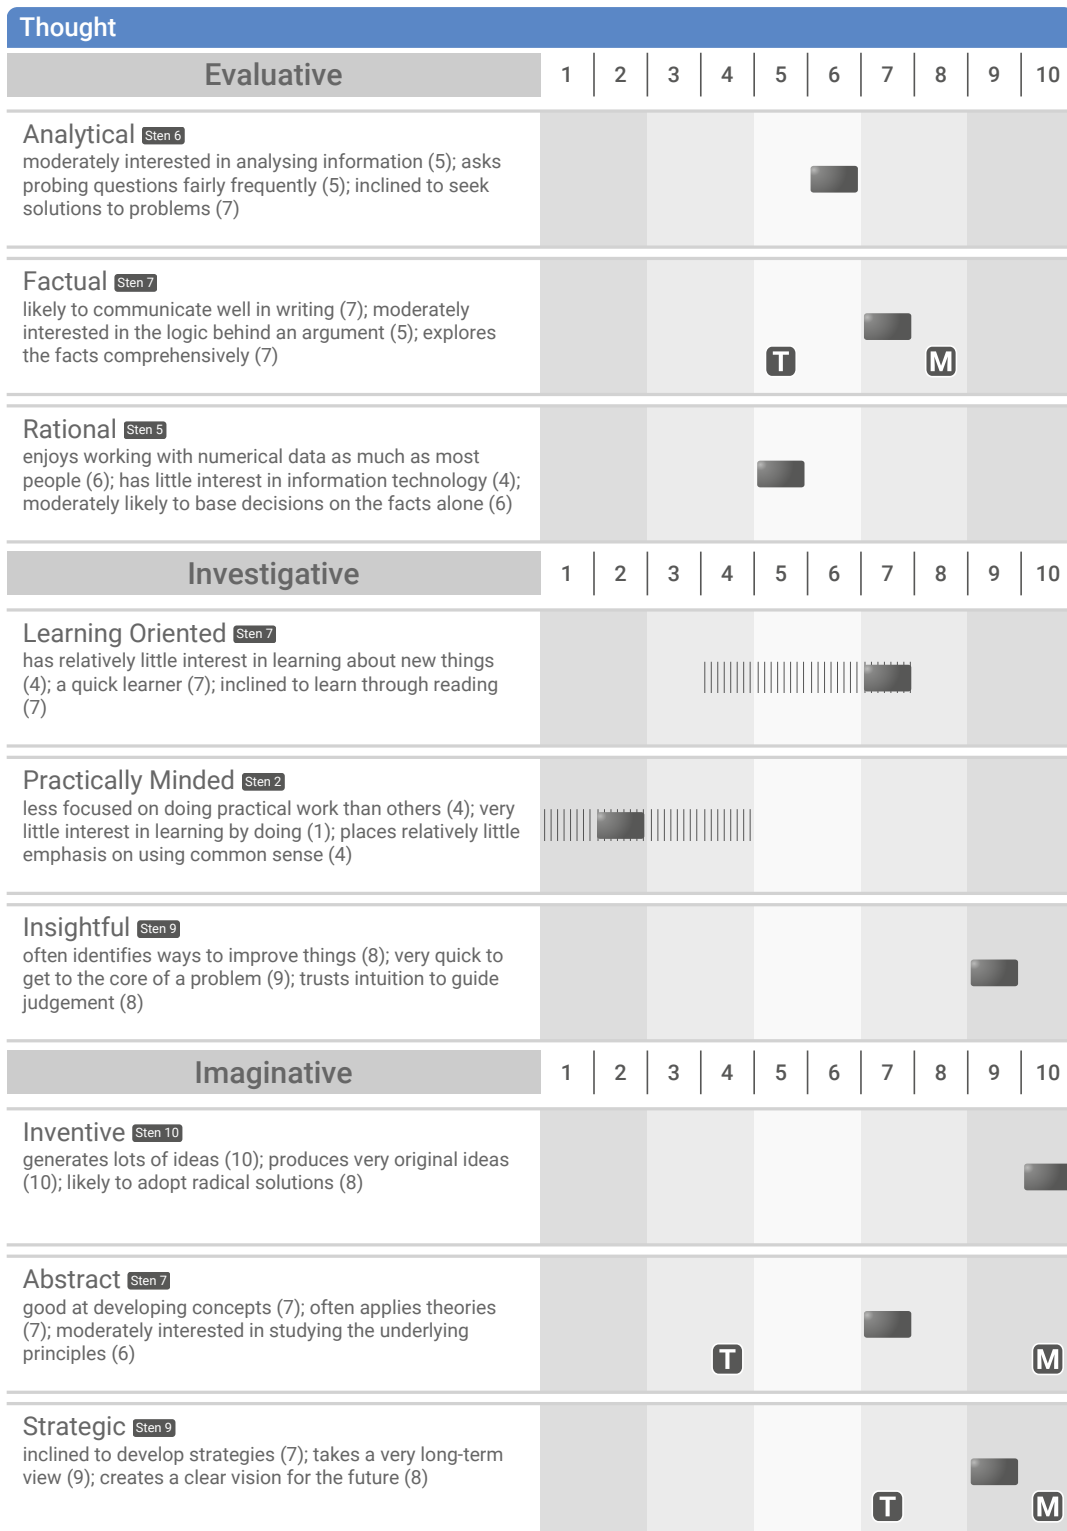 Thought
Evaluative 1 2 3 4 5 6 7 8 9 10
Analytical Sten 6
moderately interested in analysing information (5); asks
probing questions fairly frequently (5); inclined to seek
solutions to problems (7)
Factual Sten 7
likely to communicate well in writing (7); moderately
interested in the logic behind an argument (5); explores
the facts comprehensively (7)
T M
Rational Sten 5
enjoys working with numerical data as much as most
people (6); has little interest in information technology (4);
moderately likely to base decisions on the facts alone (6)
Investigative 1 2 3 4 5 6 7 8 9 10
Learning Oriented Sten 7
has relatively little interest in learning about new things
(4); a quick learner (7); inclined to learn through reading
(7)
Practically Minded Sten 2
less focused on doing practical work than others (4); very
little interest in learning by doing (1); places relatively little
emphasis on using common sense (4)
Insightful Sten 9
often identifies ways to improve things (8); very quick to
get to the core of a problem (9); trusts intuition to guide
judgement (8)
Imaginative 1 2 3 4 5 6 7 8 9 10
Inventive Sten 10
generates lots of ideas (10); produces very original ideas
(10); likely to adopt radical solutions (8)
Abstract Sten 7
good at developing concepts (7); often applies theories
(7); moderately interested in studying the underlying
principles (6)
T M
Strategic Sten 9
inclined to develop strategies (7); takes a very long-term
view (9); creates a clear vision for the future (8)
T M